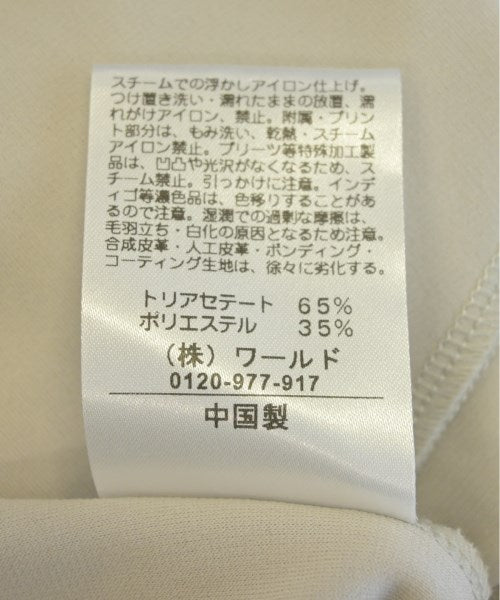 スチームでの浮かしアイロン仕上げ。
つけ置き洗い・濡れたままの放置、濡
れがけアイロン、禁止。附属・プリン
ト部分は、もみ洗い、乾熱・スチーム
アイロン禁止。プリーツ等特殊加工製
品は、凹凸や光沢がなくなるため、ス
チーム禁止。引っかけに注意。インデ
ィゴ等濃色品は、色移りすることがあ
るので注意。湿潤での過剰な摩擦は、
毛羽立ち・白化の原因となるため注意。
合成皮革・人工皮革・ボンディング・
コーティング生地は、徐々に劣化する。
トリアセテート 65%
ポリエステル 35%
(株)ワールド
0120-977-917
中国製